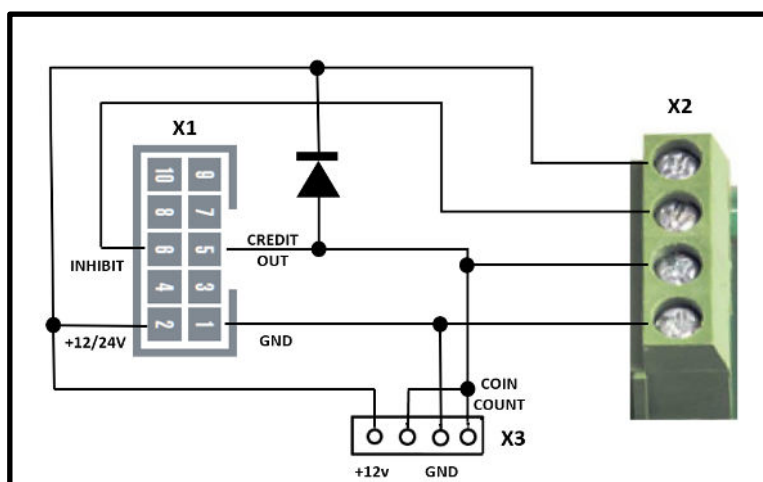 X1
X2
10 9
8 7
6 5
4 3
2 1
CREDIT
OUT
INHIBIT
+12/24V
GND
COIN
COUNT
X3
+12v
GND